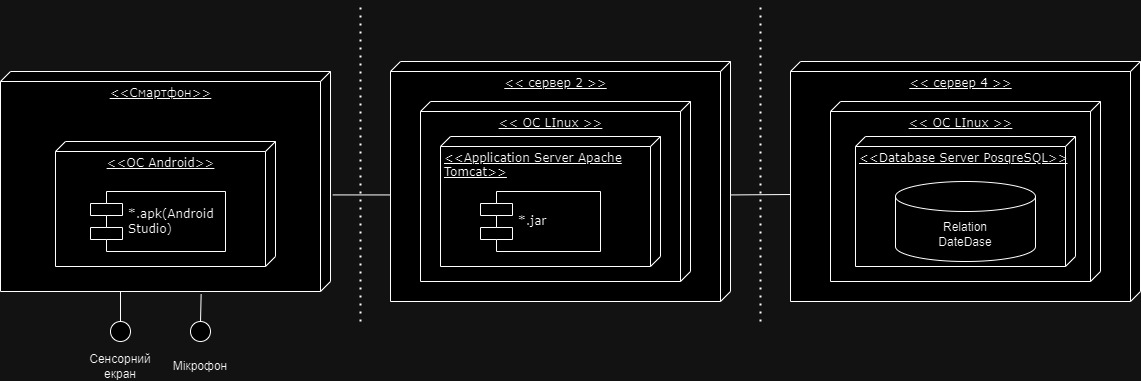 <<Смартфон>>
<<ОС Android>>
*.apk(Android
Studio)
Сенсорний
екран
Мікрофон
<< сервер 2 >>
<< ОС LInux >>
<<Application Server Apache
Tomcat>>
*.jar
<< сервер 4 >>
<< ОС LInux >>
<<Database Server PosqreSQL>>
Relation
DateDase